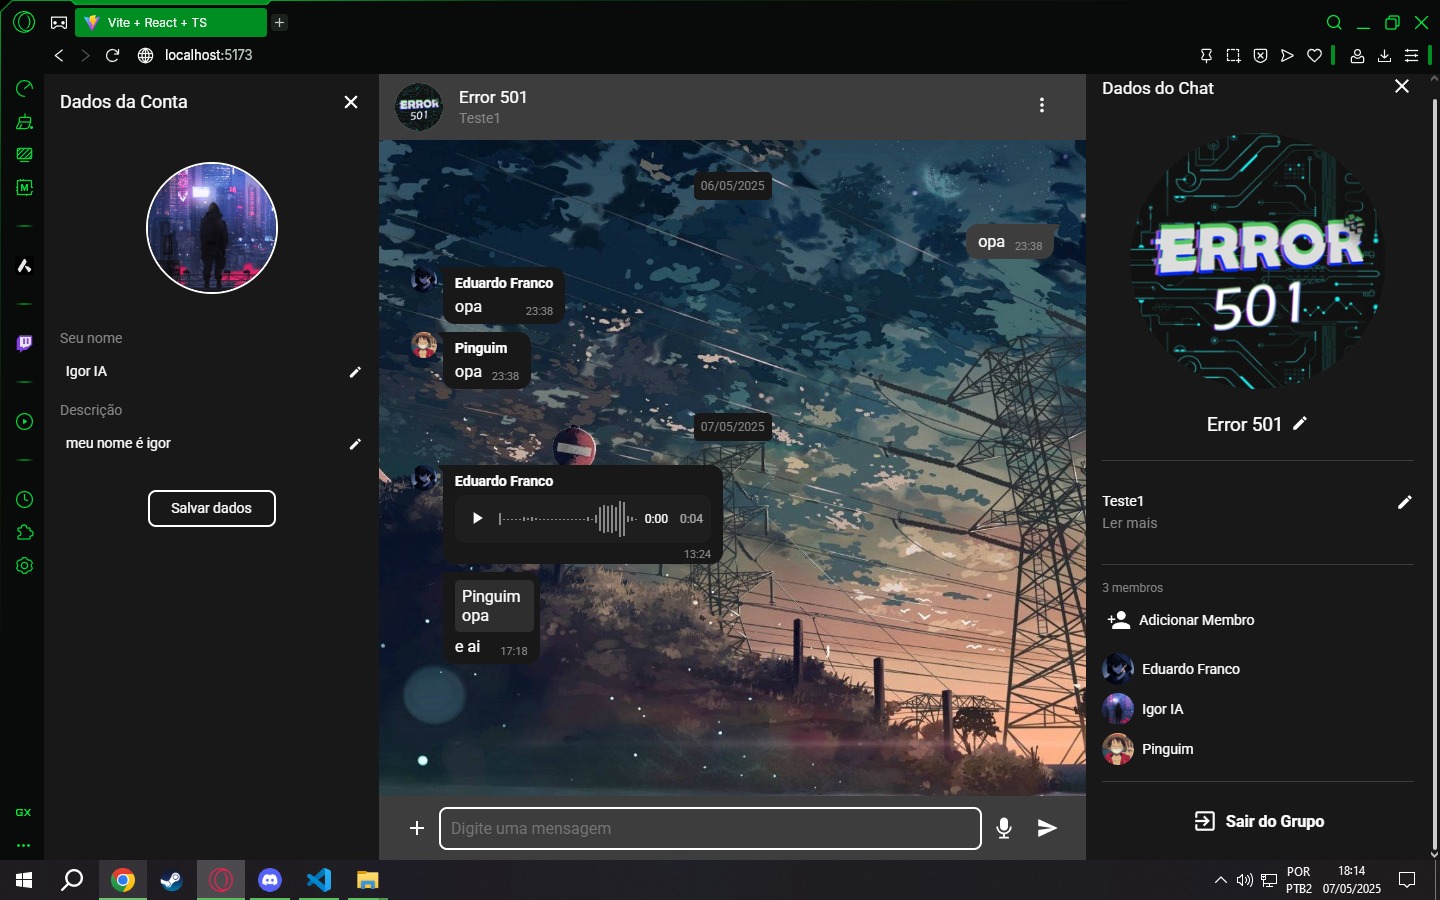 Vite + React + TS
localhost:5173
Dados da Conta
Seu nome
Igor IA
Descrição
meu nome é igor
Salvar dados
ERROR
501
Error 501
Teste1
06/05/2025
opa 23:38
Eduardo Franco
opa 23:38
Pinguim
opa 23:38
07/05/2025
Eduardo Franco
0:00 0:04
13:24
Pinguim
opa
e ai 17:18
Digite uma mensagem
Dados do Chat
ERROR
501
Error 501
Teste1
Ler mais
3 membros
Adicionar Membro
Eduardo Franco
Igor IA
Pinguim
Sair do Grupo
M
GX
POR
PTB2
18:14
07/05/2025